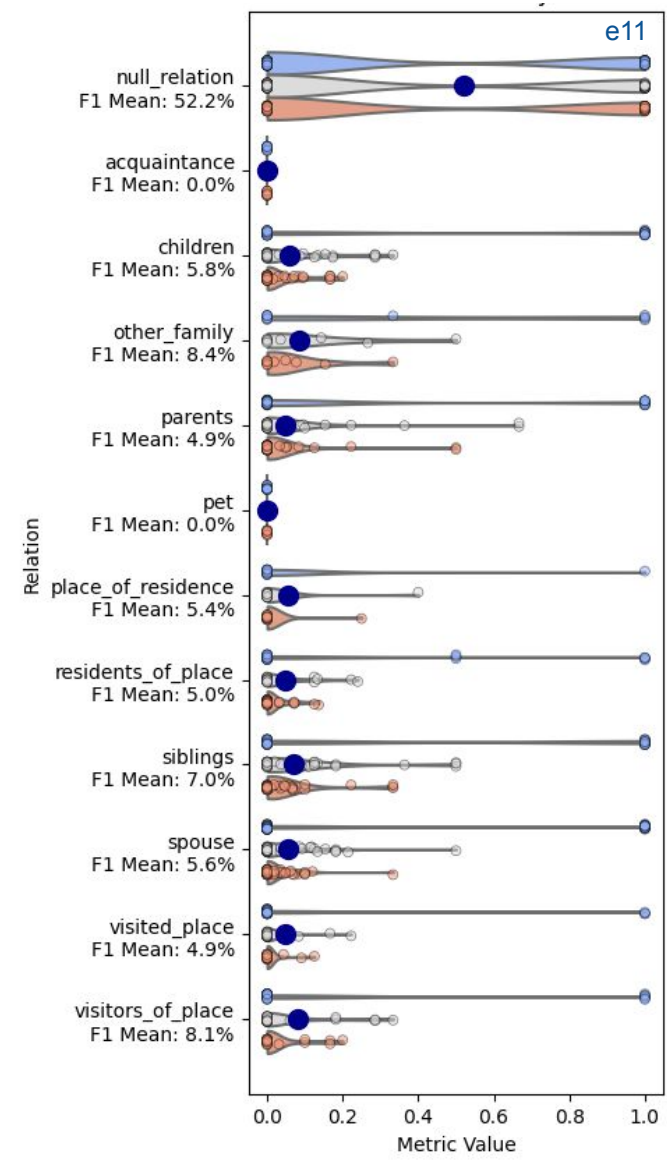 e11
null_relation
F1 Mean: 52.2%
acquaintance
F1 Mean: 0.0%
children
F1 Mean: 5.8%
other_family
F1 Mean: 8.4%
parents
F1 Mean: 4.9%
pet
F1 Mean: 0.0%
place_of_residence
F1 Mean: 5.4%
residents_of_place
F1 Mean: 5.0%
siblings
F1 Mean: 7.0%
spouse
F1 Mean: 5.6%
visited_place
F1 Mean: 4.9%
visitors_of_place
F1 Mean: 8.1%
Relation
0.0 0.2 0.4 0.6 0.8 1.0
Metric Value